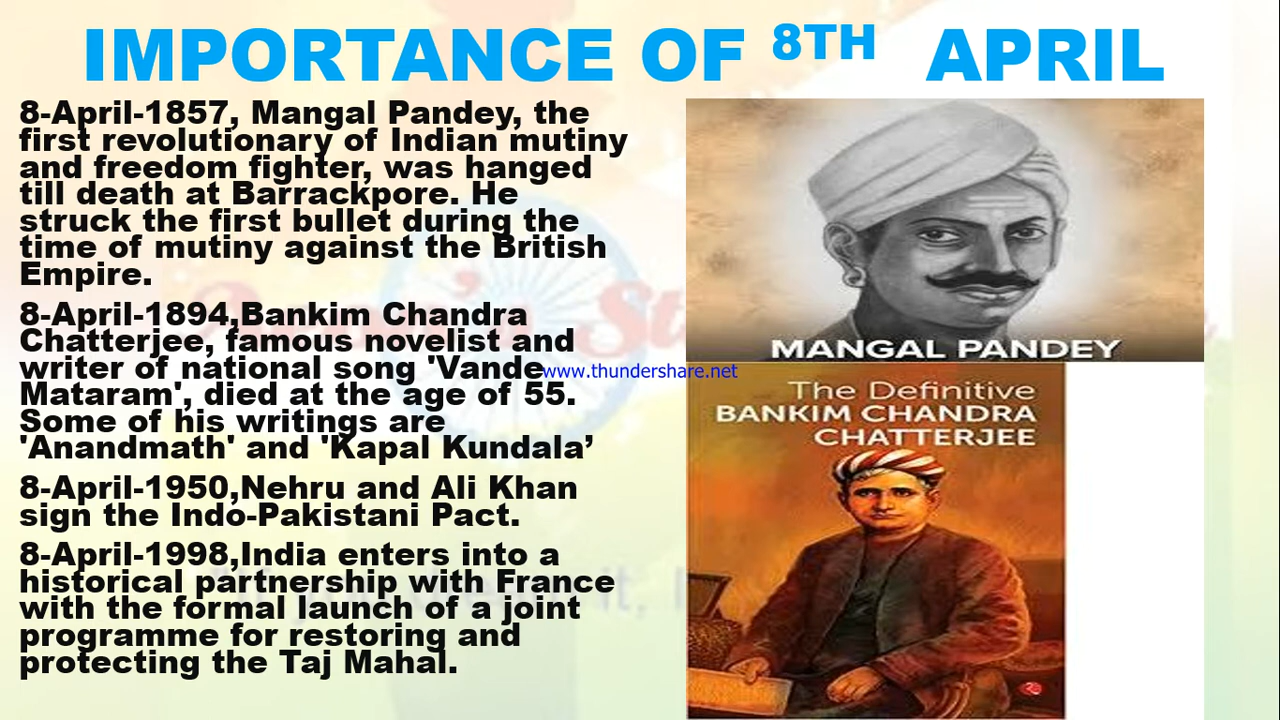 IMPORTANCE OF 8TH APRIL
8-April-1857, Mangal Pandey, the
first revolutionary of Indian mutiny
and freedom fighter, was hanged
till death at Barrackpore. He
struck the first bullet during the
time of mutiny against the British
Empire.
8-April-1894,Bankim Chandra
Chatterjee, famous novelist and
writer of national song 'Vande
Mataram', died at the age of 55.
Some of his writings are
'Anandmath' and 'Kapal Kundala’
8-April-1950,Nehru and Ali Khan
sign the Indo-Pakistani Pact.
8-April-1998,India enters into a
historical partnership with France
with the formal launch of a joint
programme for restoring and
protecting the Taj Mahal.
MANGAL PANDEY
www.thundershare.net
The Definitive
BANKIM CHANDRA
CHATTERJEE